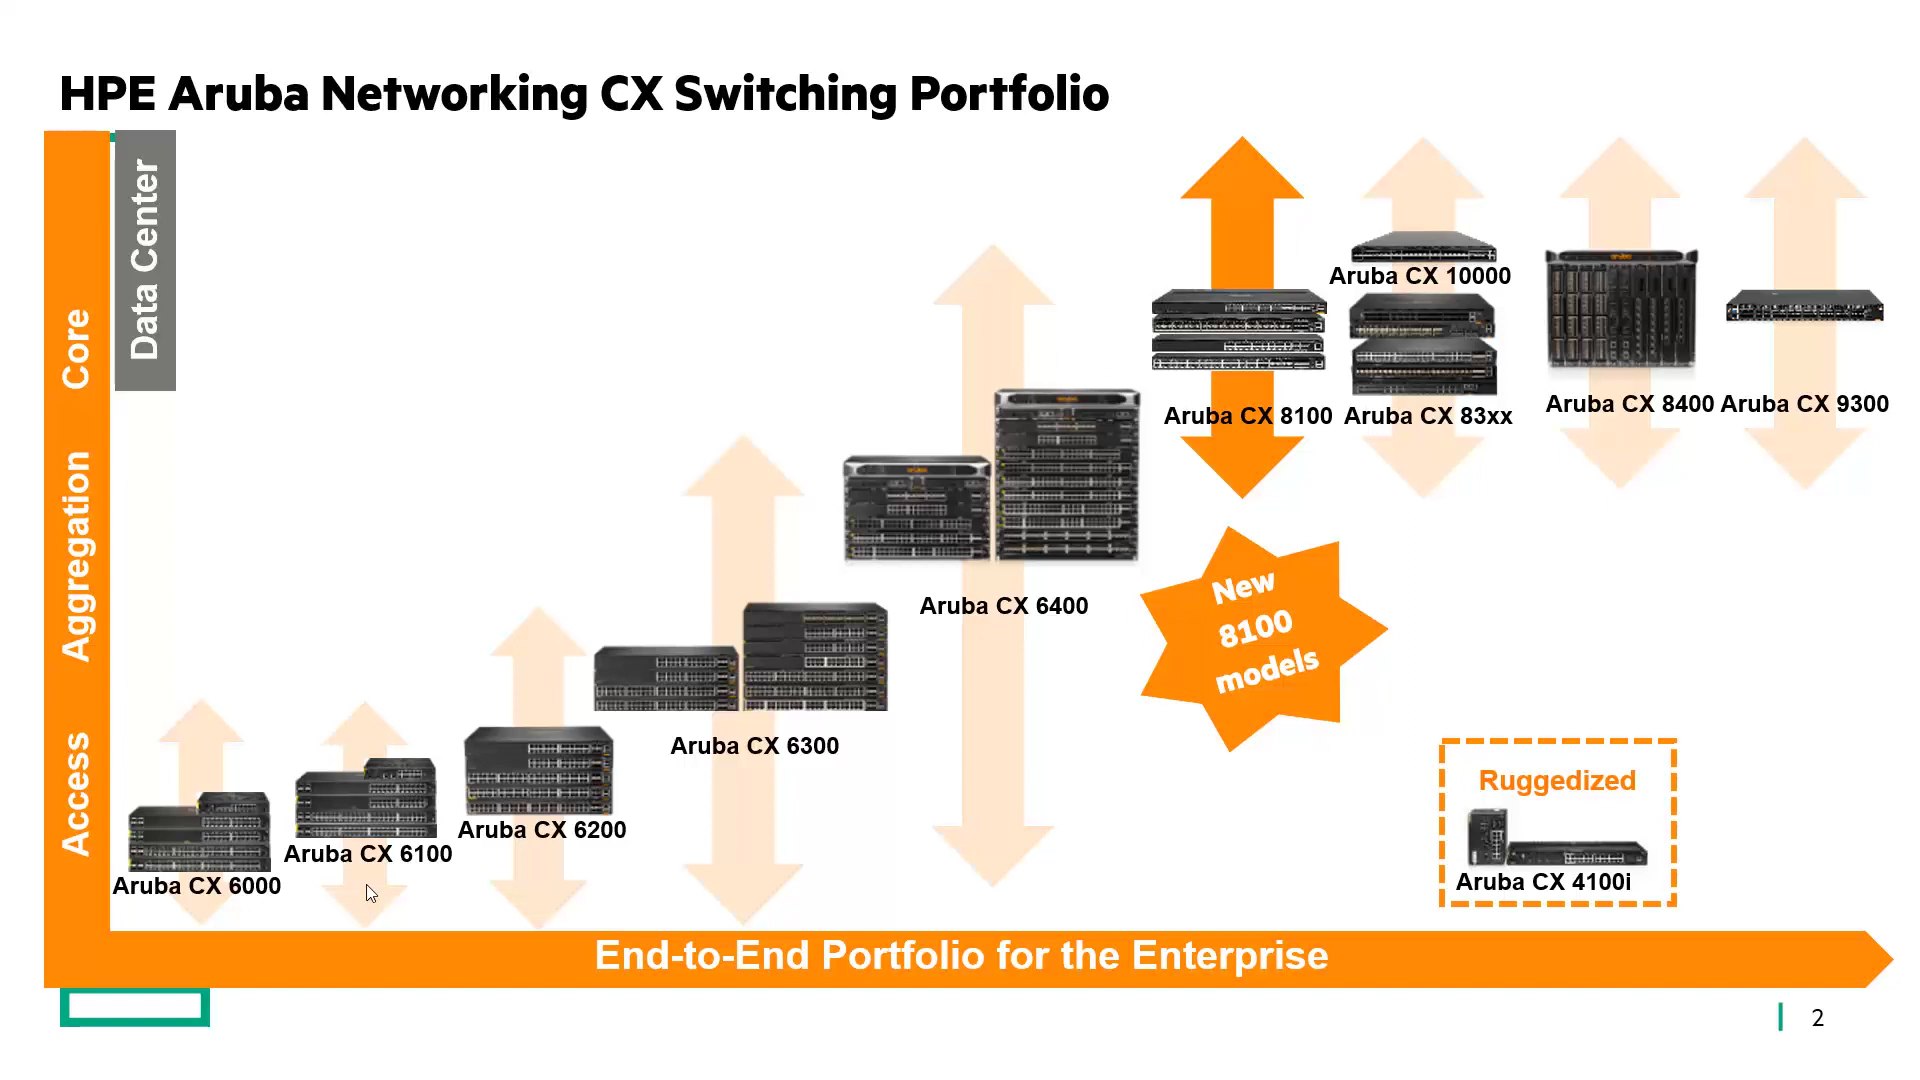 HPE Aruba Networking CX Switching Portfolio
Data Center
Core
Aggregation
Access
Aruba CX 10000
Aruba CX 8100
Aruba CX 83xx
Aruba CX 8400
Aruba CX 9300
Aruba CX 6400
New
8100
models
Aruba CX 6300
Aruba CX 6200
Aruba CX 6100
Aruba CX 6000
Ruggedized
Aruba CX 4100i
End-to-End Portfolio for the Enterprise
2